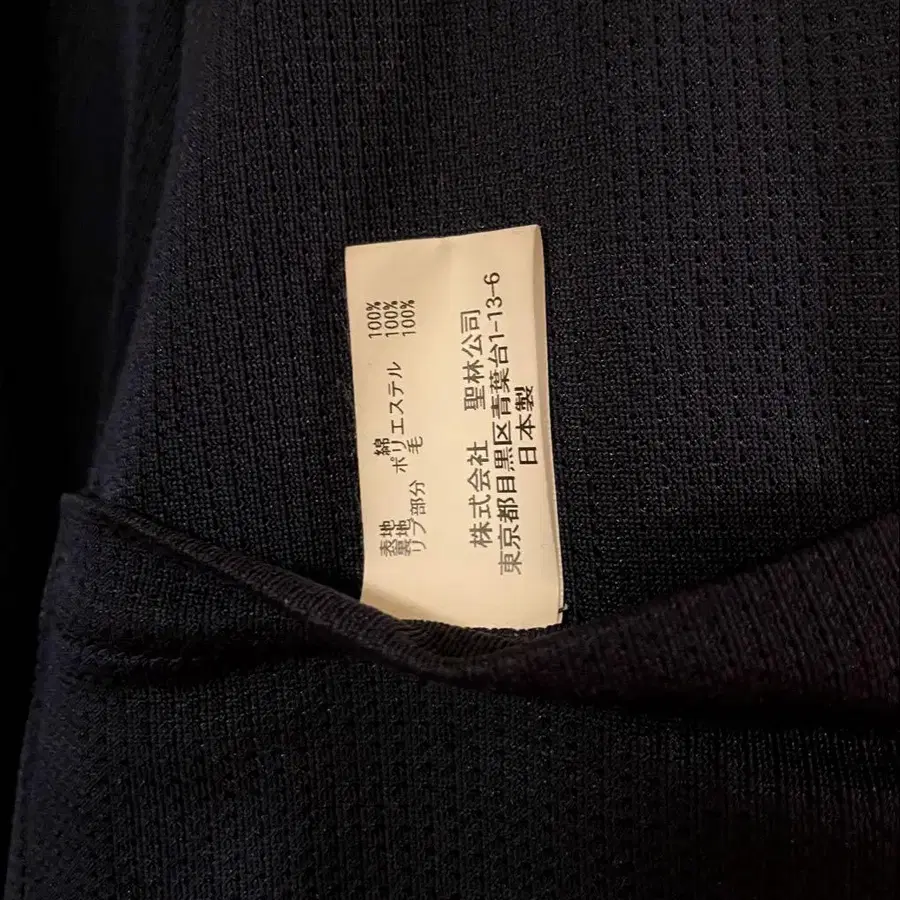 表地 綿 100%
裏地 ポリエステル 100%
リブ部分 毛 100%
株式会社 聖林公司
東京都目黒区青葉台1-13-6
日本製